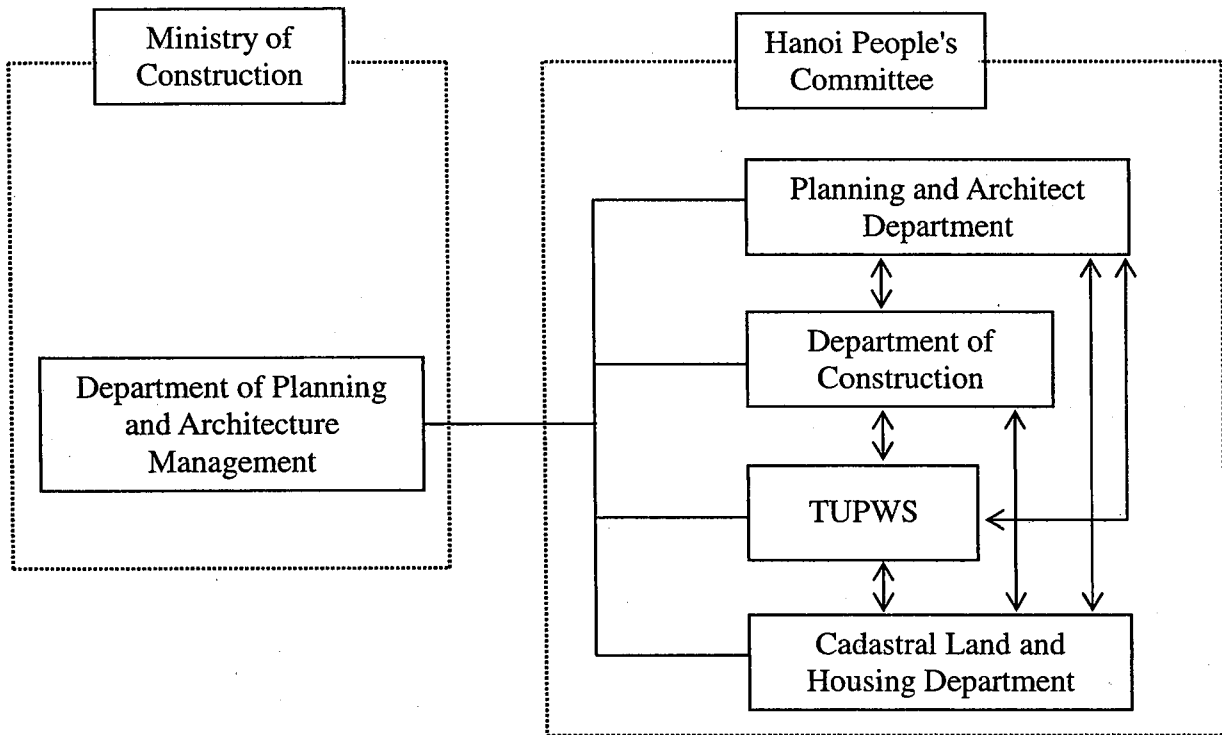 Ministry of
Construction
Hanoi People's
Committee
Planning and Architect
Department
Department of
Construction
Department of Planning
and Architecture
Management
TUPWS
Cadastral Land and
Housing Department